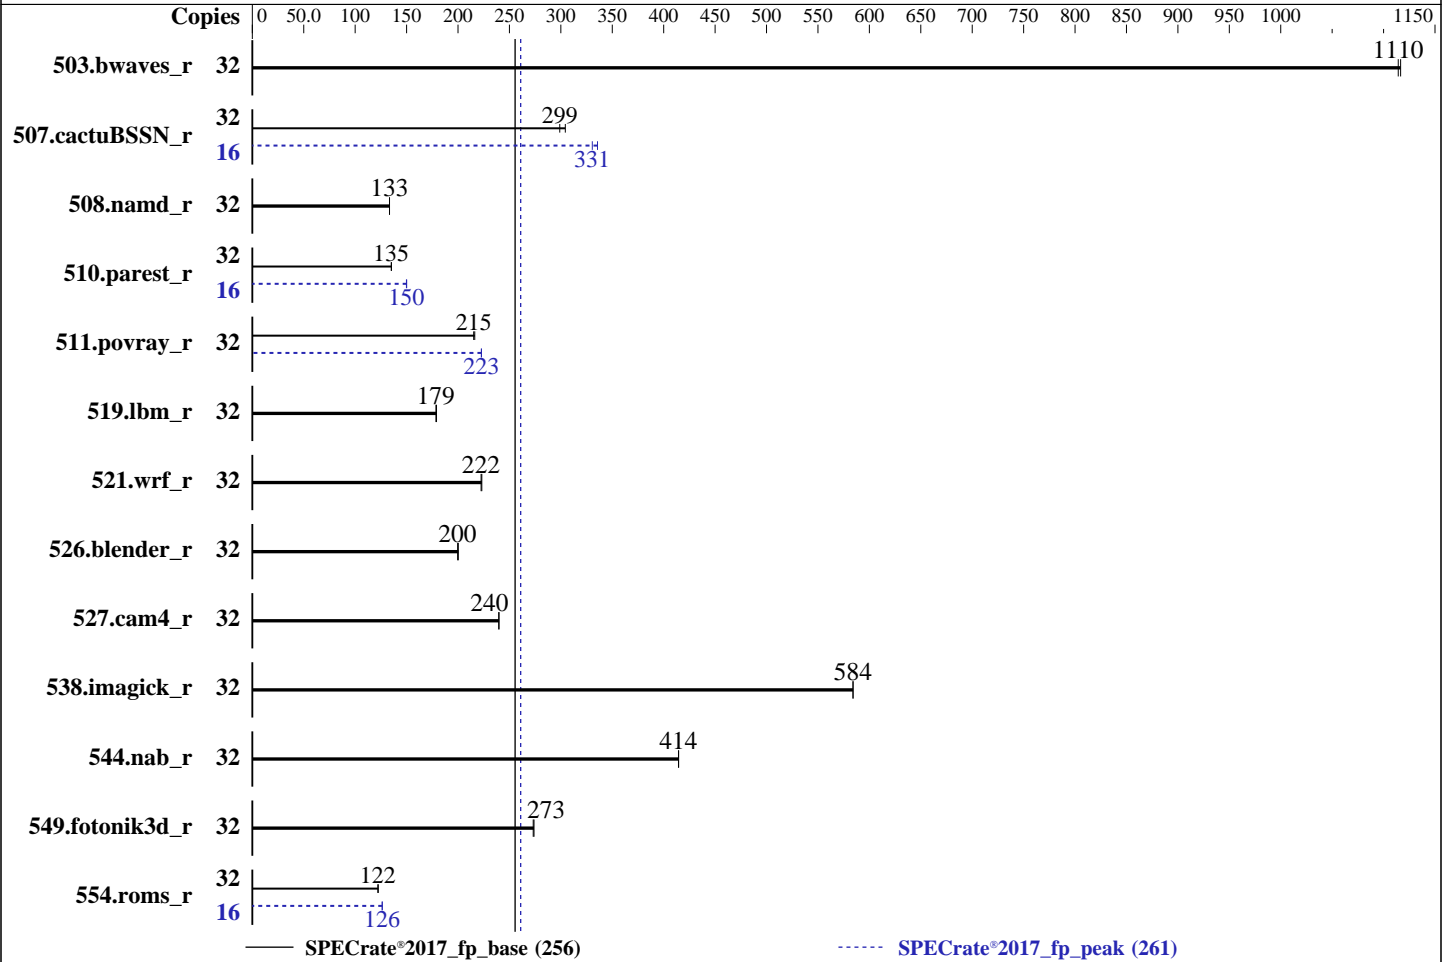 Copies 0 50.0 100 150 200 250 300 350 400 450 500 550 600 650 700 750 800 850 900 950 1000 1150
503.bwaves_r 32 1110
507.cactuBSSN_r 32 299
16 331
508.namd_r 32 133
510.parest_r 32 135
16 150
511.povray_r 32 215
223
519.lbm_r 32 179
521.wrf_r 32 222
526.blender_r 32 200
527.cam4_r 32 240
538.imagick_r 32 584
544.nab_r 32 414
549.fotonik3d_r 32 273
554.roms_r 32 122
16 126
SPECrate®2017_fp_base (256) SPECrate®2017_fp_peak (261)